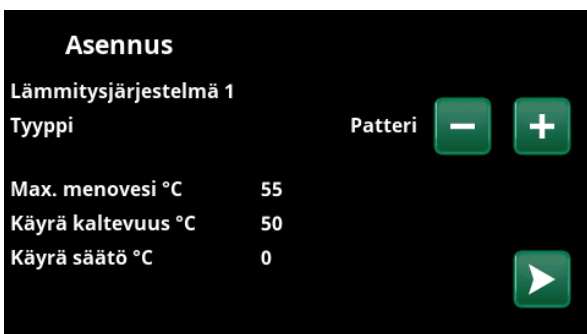 Asennus
Lämmitysjärjestelmä 1
Tyyppi Patteri
Max. menovesi °C 55
Käyrä kaltevuus °C 50
Käyrä säätö °C 0